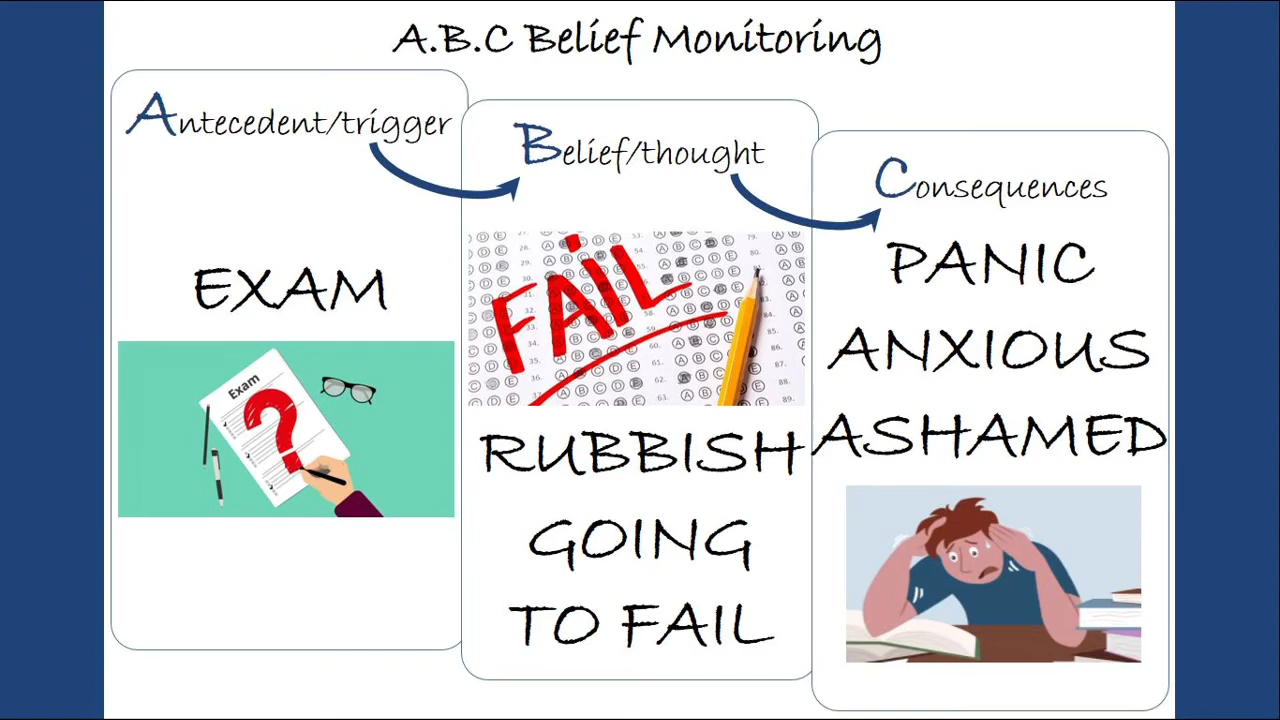 A.B.C Belief Monitoring
Antecedent/trigger
EXAM
Exam
?
Belief/thought
FAIL
RUBBISH
GOING
TO FAIL
Consequences
PANIC
ANXIOUS
ASHAMED